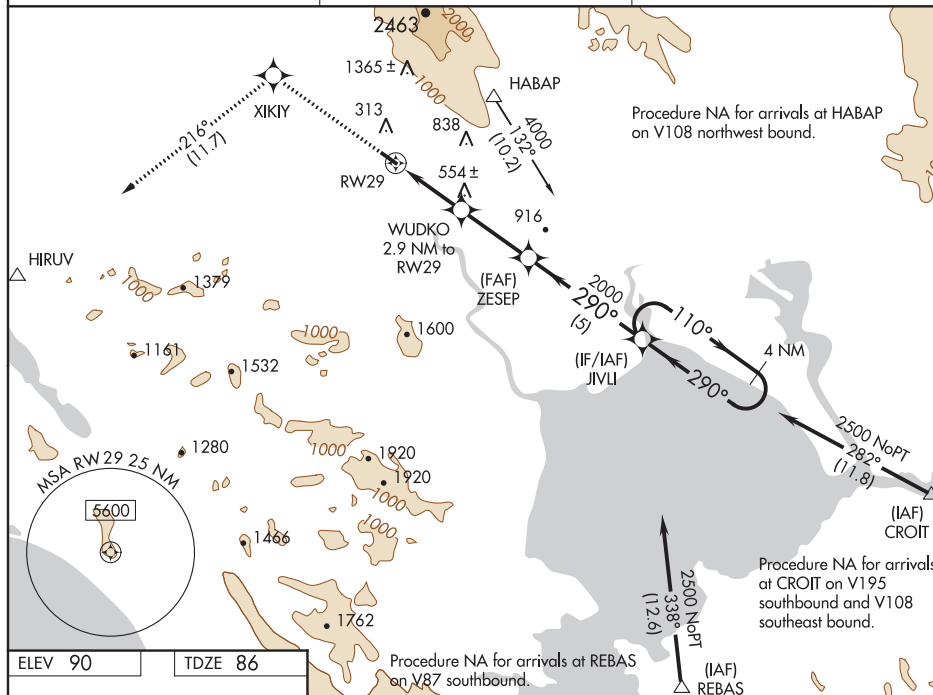 2463
2000
1365 ±
1000
HABAP
XIKIY
313
838
4000
132°
(10.2)
Procedure NA for arrivals at HABAP
on V108 northwest bound.
216°
(11.7)
RW29
554 ±
WUDKO
2.9 NM to
RW29
916
HIRUV
(FAF)
ZESEP
1000
1379
2000
290°
(5)
110°
1000
1600
4 NM
1161
(IF/IAF)
JIVLI
290°
1532
2500 NoPT
282°
(11.8)
1280
1000
1920
MSA RW 29 25 NM
1920
1000
(IAF)
CROIT
5600
1000
1466
Procedure NA for arrivals
at CROIT on V195
southbound and V108
southeast bound.
2500 NoPT
338°
(12.6)
1762
ELEV 90
TDZE 86
Procedure NA for arrivals at REBAS
on V87 southbound.
(IAF)
REBAS